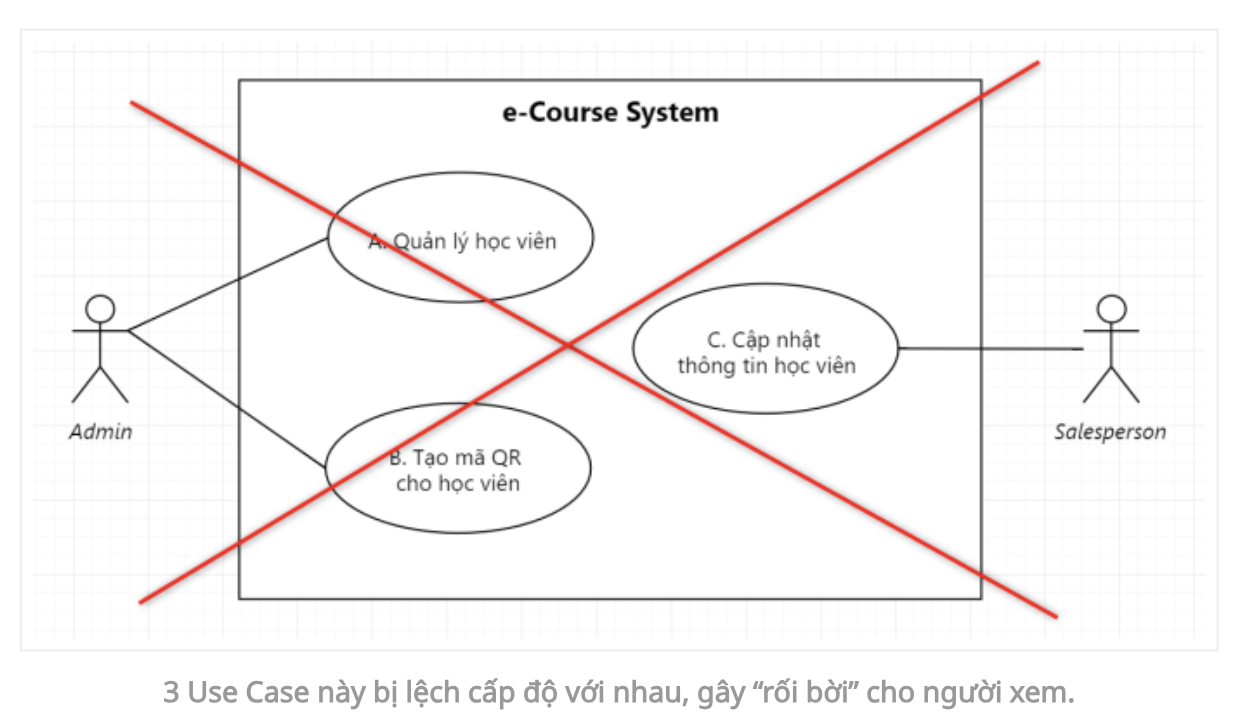 e-Course System
A. Quản lý học viên
C. Cập nhật
thông tin học viên
B. Tạo mã QR
cho học viên
Admin
Salesperson
3 Use Case này bị lệch cấp độ với nhau, gây “rối bời” cho người xem.